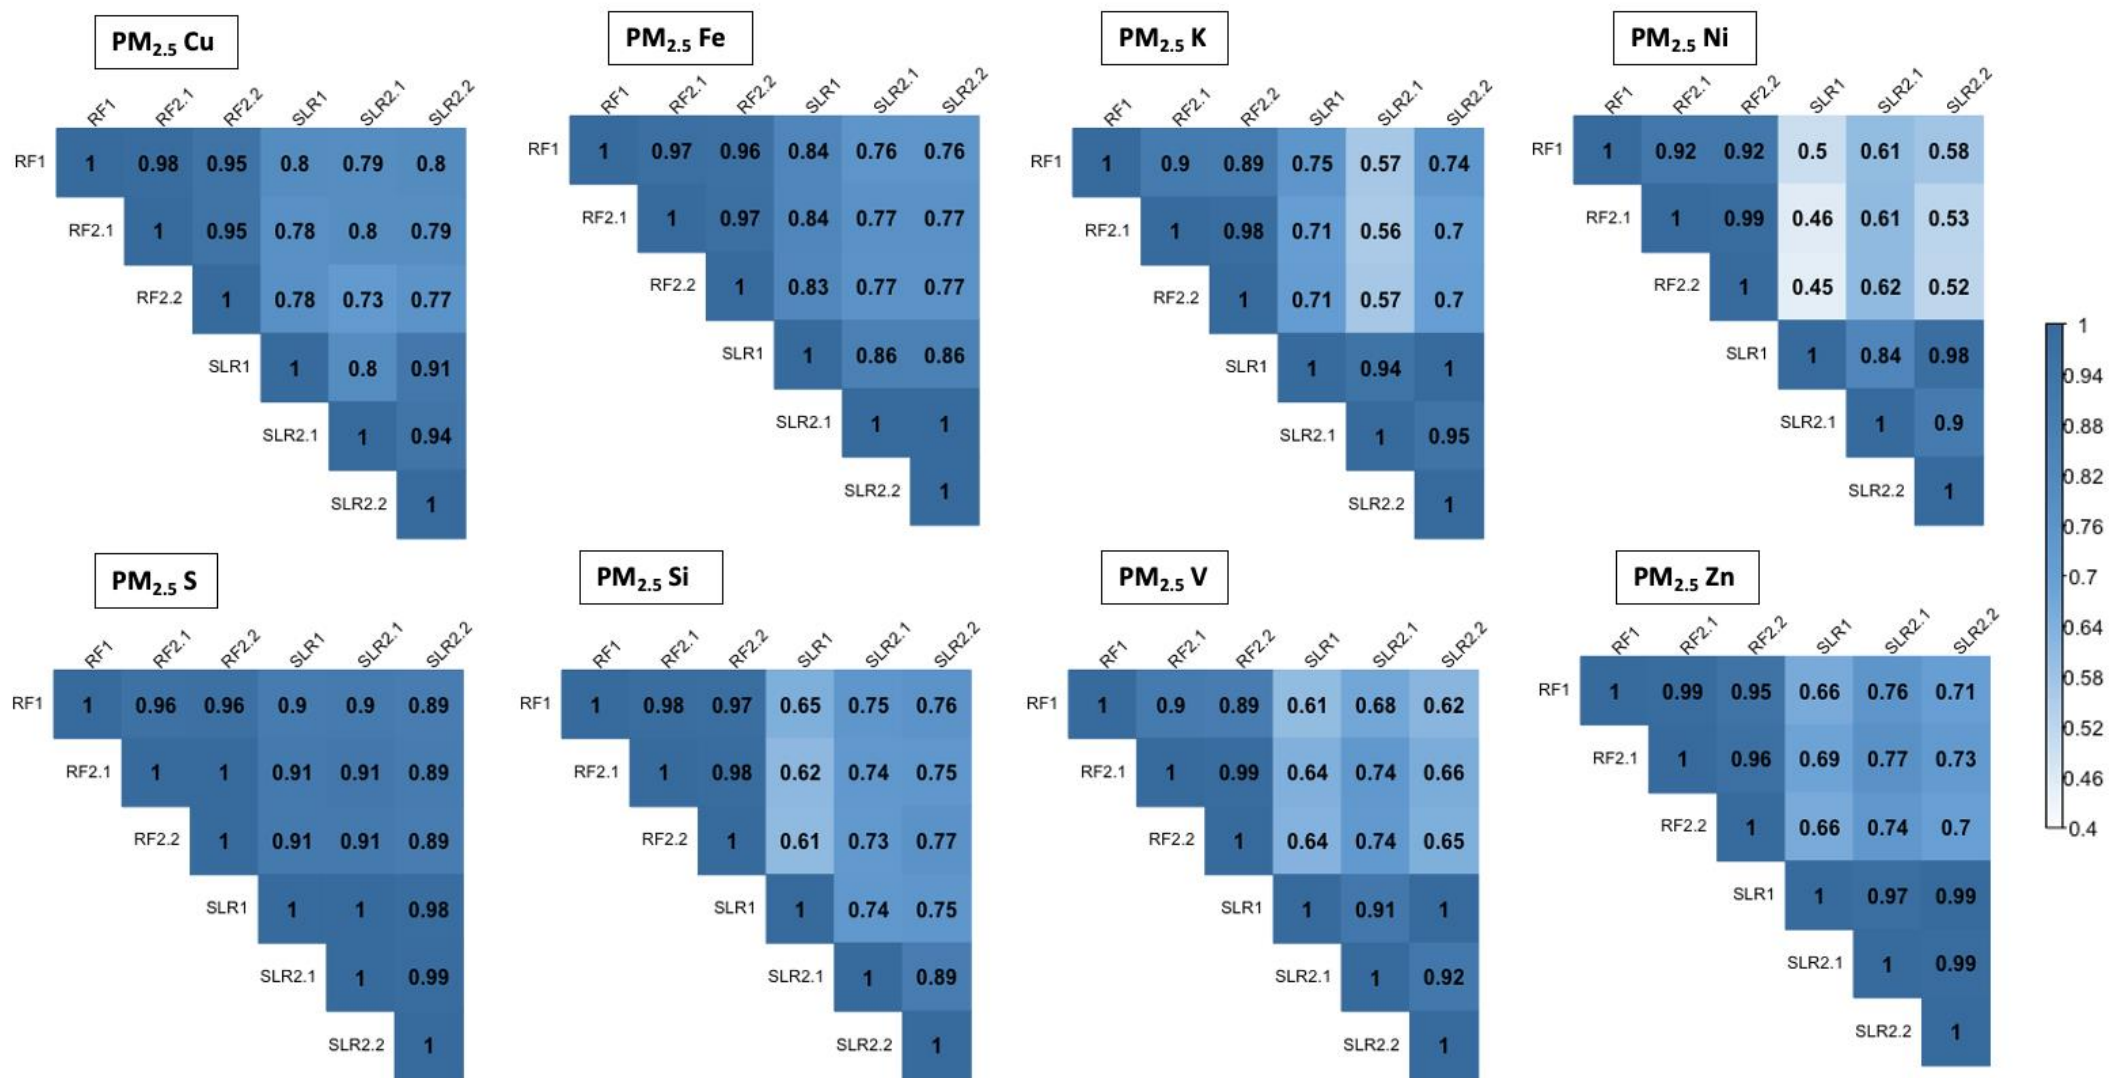 PM2.5 Cu
RF1 RF2.1 RF2.2 SLR1 SLR2.1 SLR2.2
RF1 1 0.98 0.95 0.8 0.79 0.8
RF2.1 1 0.95 0.78 0.8 0.79
RF2.2 1 0.78 0.73 0.77
SLR1 1 0.8 0.91
SLR2.1 1 0.94
SLR2.2 1
PM2.5 Fe
RF1 RF2.1 RF2.2 SLR1 SLR2.1 SLR2.2
RF1 1 0.97 0.96 0.84 0.76 0.76
RF2.1 1 0.97 0.84 0.77 0.77
RF2.2 1 0.83 0.77 0.77
SLR1 1 0.86 0.86
SLR2.1 1 1
SLR2.2 1
PM2.5 K
RF1 RF2.1 RF2.2 SLR1 SLR2.1 SLR2.2
RF1 1 0.9 0.89 0.75 0.57 0.74
RF2.1 1 0.98 0.71 0.56 0.7
RF2.2 1 0.71 0.57 0.7
SLR1 1 0.94 1
SLR2.1 1 0.95
SLR2.2 1
PM2.5 Ni
RF1 RF2.1 RF2.2 SLR1 SLR2.1 SLR2.2
RF1 1 0.92 0.92 0.5 0.61 0.58
RF2.1 1 0.99 0.46 0.61 0.53
RF2.2 1 0.45 0.62 0.52
SLR1 1 0.84 0.98
SLR2.1 1 0.9
SLR2.2 1
PM2.5 S
RF1 RF2.1 RF2.2 SLR1 SLR2.1 SLR2.2
RF1 1 0.96 0.96 0.9 0.9 0.89
RF2.1 1 1 0.91 0.91 0.89
RF2.2 1 0.91 0.91 0.89
SLR1 1 1 0.98
SLR2.1 1 0.99
SLR2.2 1
PM2.5 Si
RF1 RF2.1 RF2.2 SLR1 SLR2.1 SLR2.2
RF1 1 0.98 0.97 0.65 0.75 0.76
RF2.1 1 0.98 0.62 0.74 0.75
RF2.2 1 0.61 0.73 0.77
SLR1 1 0.74 0.75
SLR2.1 1 0.89
SLR2.2 1
PM2.5 V
RF1 RF2.1 RF2.2 SLR1 SLR2.1 SLR2.2
RF1 1 0.9 0.89 0.61 0.68 0.62
RF2.1 1 0.99 0.64 0.74 0.66
RF2.2 1 0.64 0.74 0.65
SLR1 1 0.91 1
SLR2.1 1 0.92
SLR2.2 1
PM2.5 Zn
RF1 RF2.1 RF2.2 SLR1 SLR2.1 SLR2.2
RF1 1 0.99 0.95 0.66 0.76 0.71
RF2.1 1 0.96 0.69 0.77 0.73
RF2.2 1 0.66 0.74 0.7
SLR1 1 0.97 0.99
SLR2.1 1 0.99
SLR2.2 1
1
0.94
0.88
0.82
0.76
0.7
0.64
0.58
0.52
0.46
0.4